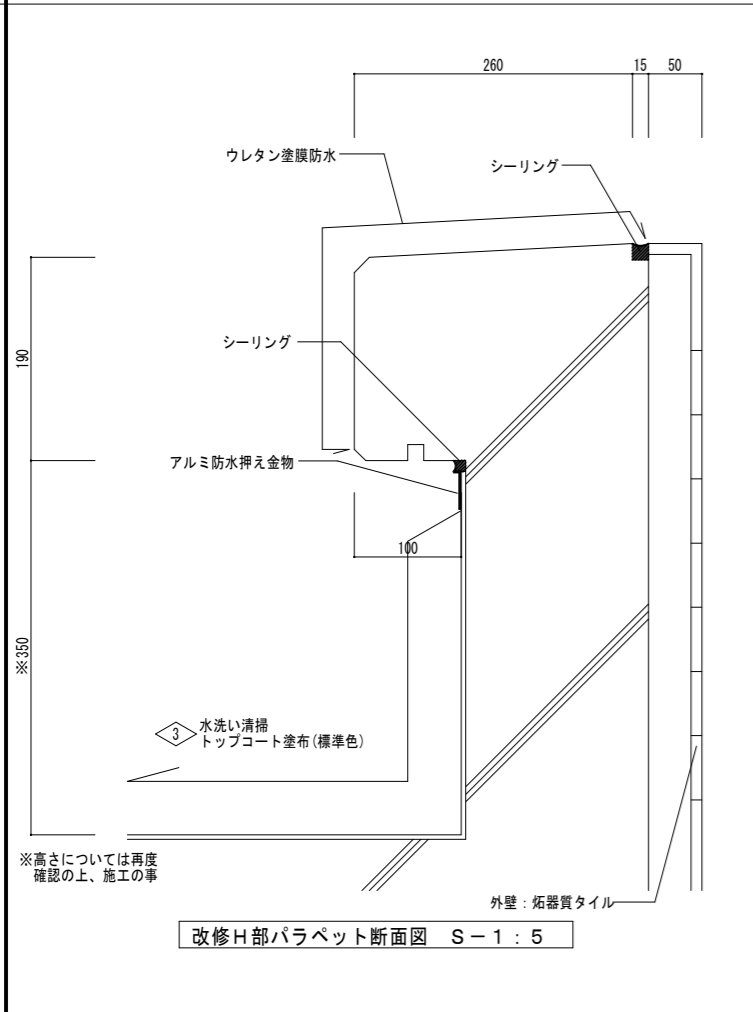 260
15
50
ウレタン塗膜防水
シーリング
190
シーリング
アルミ防水押え金物
100
※350
3
水洗い清掃
トップコート塗布(標準色)
※高さについては再度
確認の上、施工の事
外壁：炻器質タイル
改修H部パラペット断面図 S－1：5